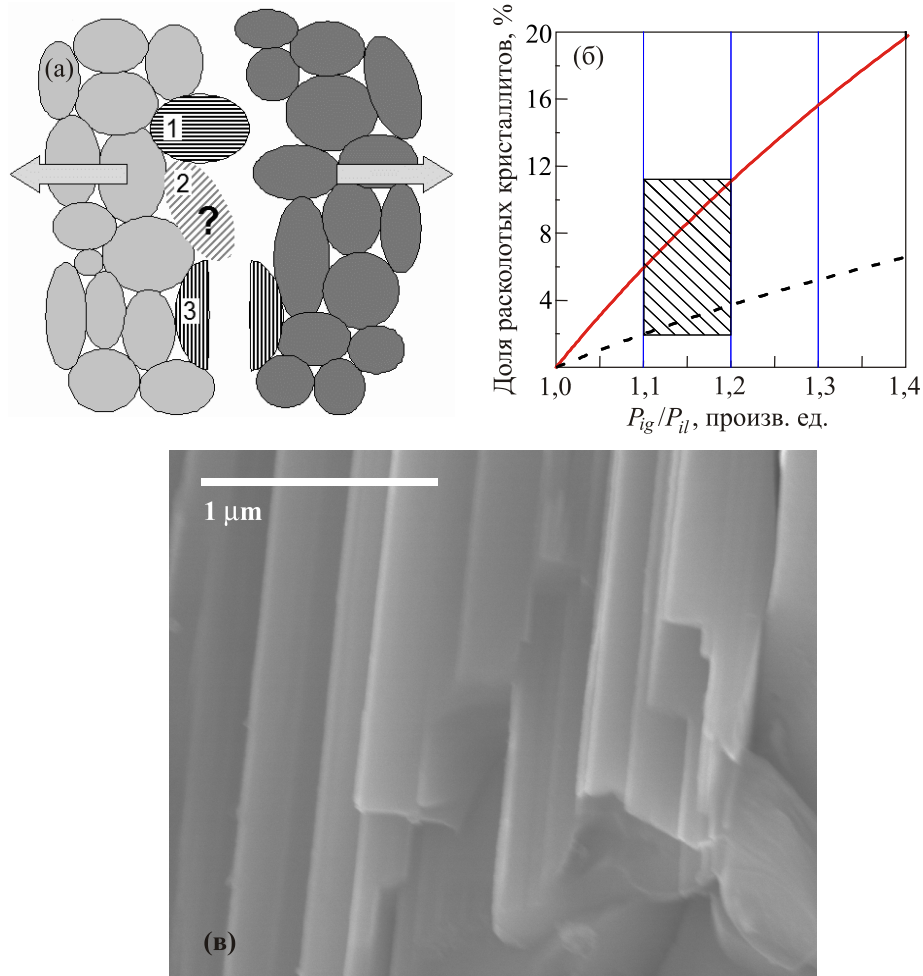 (а)
1
2
?
3
(б)
Доля расколотых кристаллитов, %
20
16
12
8
4
1,0
1,1
1,2
1,3
1,4
P_ig/P_il, произв. ед.
1 µm
(в)